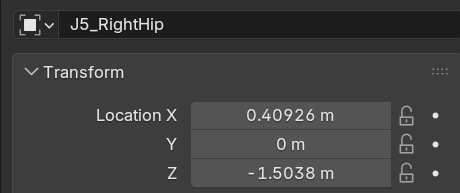 J5_RightHip
Transform
Location X 0.40926 m
Y 0 m
Z -1.5038 m